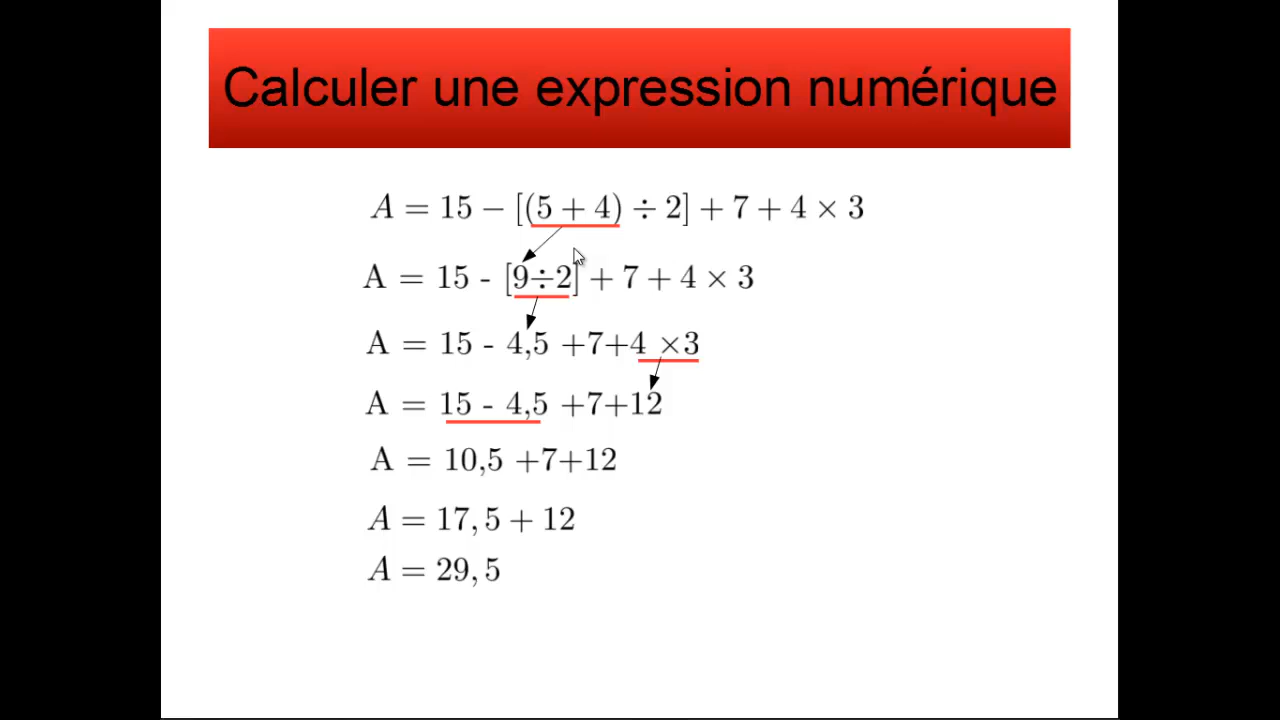 Calculer une expression numérique
A = 15 − [(5 + 4) ÷ 2] + 7 + 4 × 3
A = 15 - [9÷2] + 7 + 4 × 3
A = 15 - 4,5 +7+4 ×3
A = 15 - 4,5 +7+12
A = 10,5 +7+12
A = 17, 5 + 12
A = 29, 5